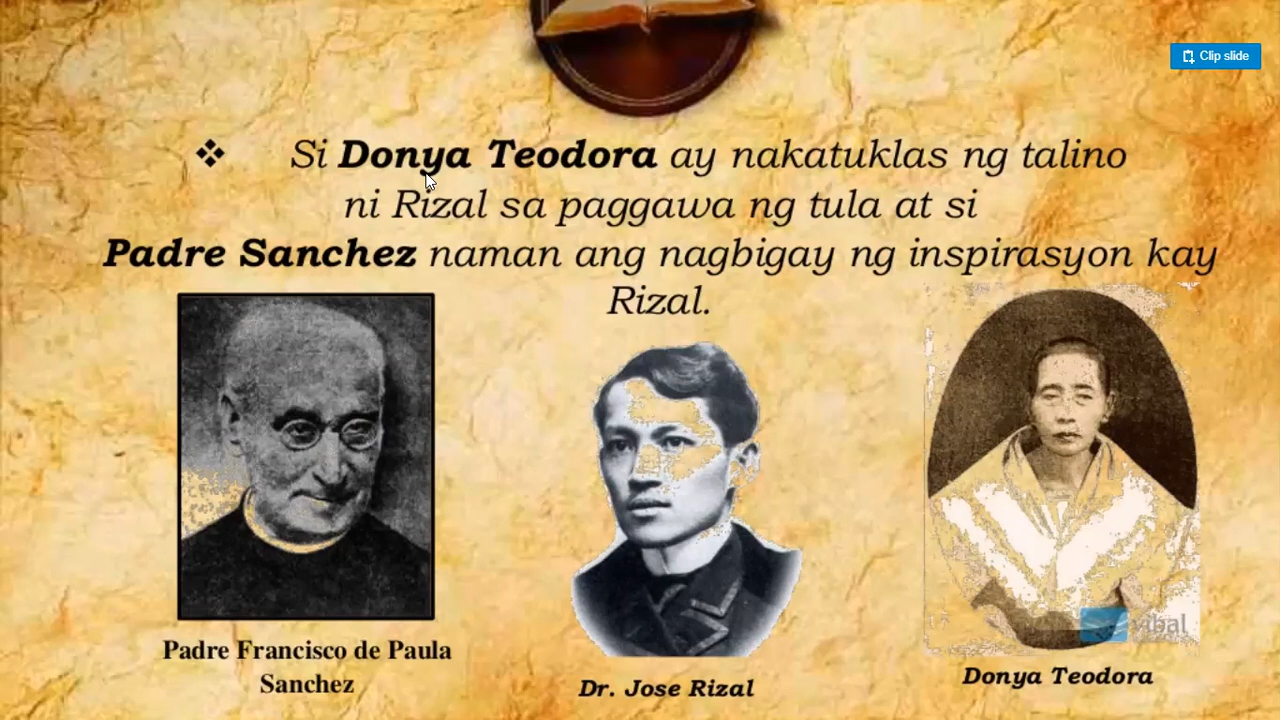 Clip slide
❖ Si Donya Teodora ay nakatuklas ng talino
ni Rizal sa paggawa ng tula at si
Padre Sanchez naman ang nagbigay ng inspirasyon kay
Rizal.
Padre Francisco de Paula
Sanchez
Dr. Jose Rizal
vibal
Donya Teodora